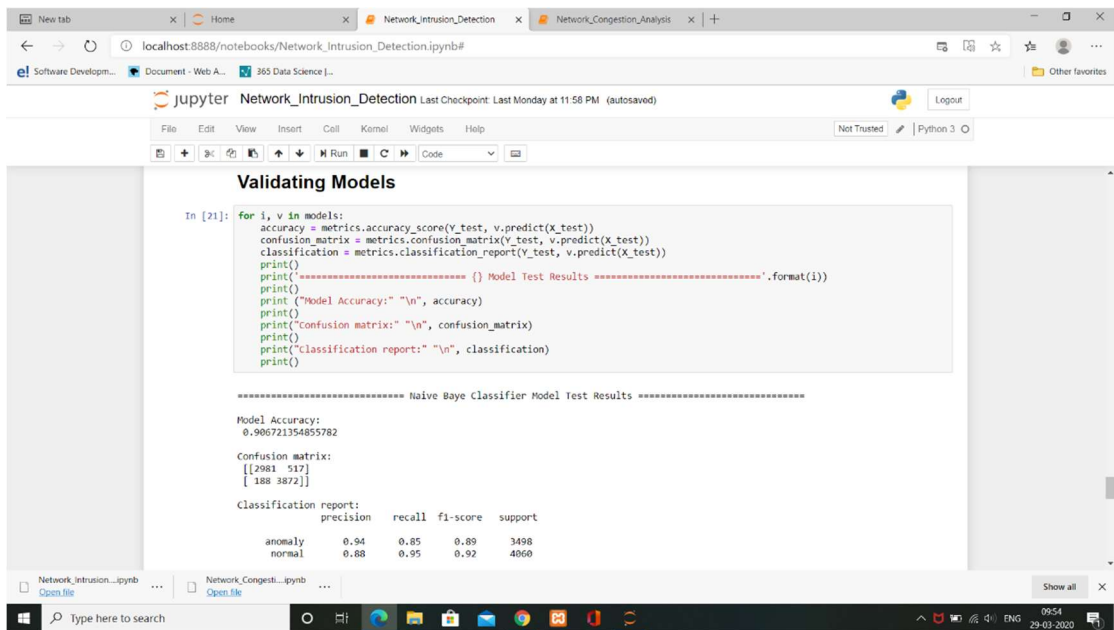 New tab × Home × Network_Intrusion_Detection × Network_Congestion_Analysis × +
localhost:8888/notebooks/Network_Intrusion_Detection.ipynb#
Software Developm... Document - Web A... 365 Data Science |... Other favorites
jupyter Network_Intrusion_Detection Last Checkpoint: Last Monday at 11:58 PM (autosaved) Logout
File Edit View Insert Cell Kernel Widgets Help Not Trusted Python 3
Run Code
Validating Models
In [21]: for i, v in models:
    accuracy = metrics.accuracy_score(Y_test, v.predict(X_test))
    confusion_matrix = metrics.confusion_matrix(Y_test, v.predict(X_test))
    classification = metrics.classification_report(Y_test, v.predict(X_test))
    print()
    print('============================== {} Model Test Results =============================='.format(i))
    print()
    print ("Model Accuracy:" "\n", accuracy)
    print()
    print("Confusion matrix:" "\n", confusion_matrix)
    print()
    print("Classification report:" "\n", classification)
    print()
============================== Naive Baye Classifier Model Test Results ==============================
Model Accuracy:
0.906721354855782
Confusion matrix:
[[2981 517]
[ 188 3872]]
Classification report:
precision recall f1-score support
anomaly 0.94 0.85 0.89 3498
normal 0.88 0.95 0.92 4060
Network_Intrusion....ipynb ... Network_Congesti....ipynb ... Show all ×
Open file Open file
Type here to search ENG 09:54
29-03-2020